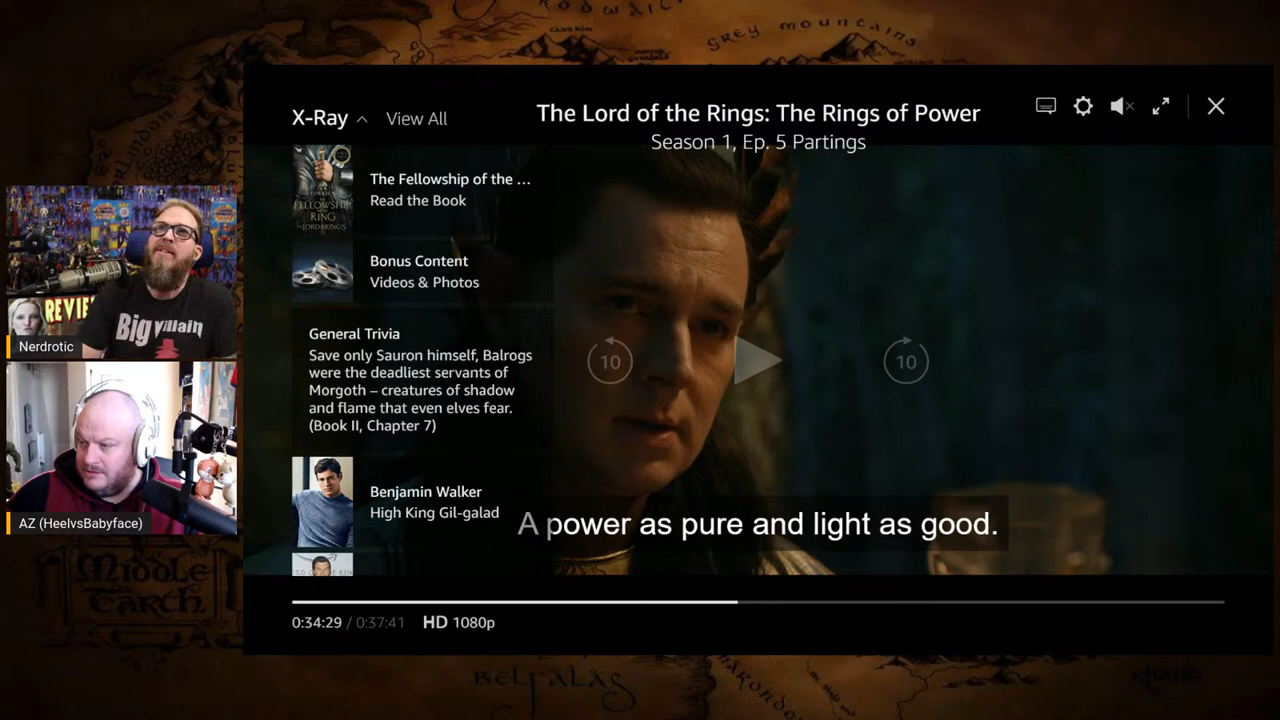 GREY MOUNTAINS
X-Ray View All
The Lord of the Rings: The Rings of Power
Season 1, Ep. 5 Partings
The Fellowship of the ...
Read the Book
FELLOWSHIP
RING
Bonus Content
Videos & Photos
General Trivia
Save only Sauron himself, Balrogs
were the deadliest servants of
Morgoth – creatures of shadow
and flame that even elves fear.
(Book II, Chapter 7)
Benjamin Walker
High King Gil-galad
10
10
A power as pure and light as good.
0:34:29 / 0:37:41 HD 1080p
REVIE
Big Villain
Nerdrotic
AZ (HeelvsBabyface)
MIDDLE
EARTH
BELFALAS
KHAND